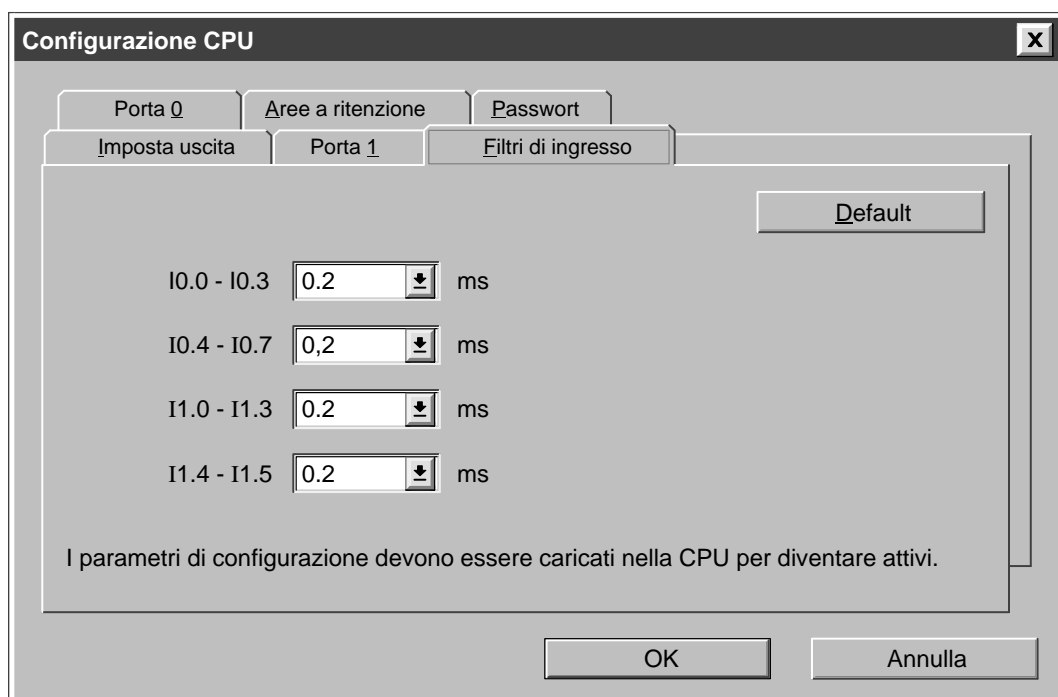 Configurazione CPU
Porta 0 Aree a ritenzione Passwort
Imposta uscita Porta 1 Filtri di ingresso
Default
I0.0 - I0.3 0.2 ms
I0.4 - I0.7 0,2 ms
I1.0 - I1.3 0.2 ms
I1.4 - I1.5 0.2 ms
I parametri di configurazione devono essere caricati nella CPU per diventare attivi.
OK Annulla